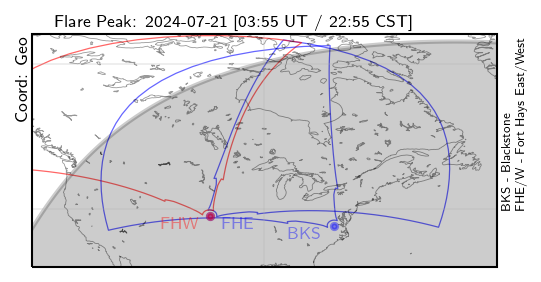 Flare Peak: 2024-07-21 [03:55 UT / 22:55 CST]
Coord: Geo
FHW
FHE
BKS
BKS - Blackstone
FHE/W - Fort Hays East/West